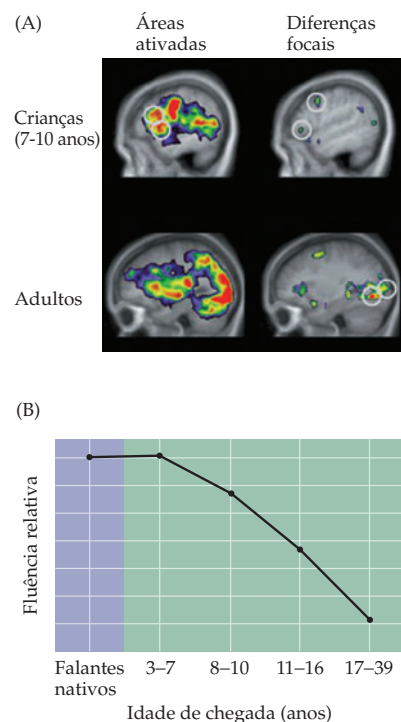 (A)
Áreas ativadas
Diferenças focais
Crianças
(7-10 anos)
Adultos
(B)
Fluência relativa
Falantes nativos
3–7
8–10
11–16
17–39
Idade de chegada (anos)